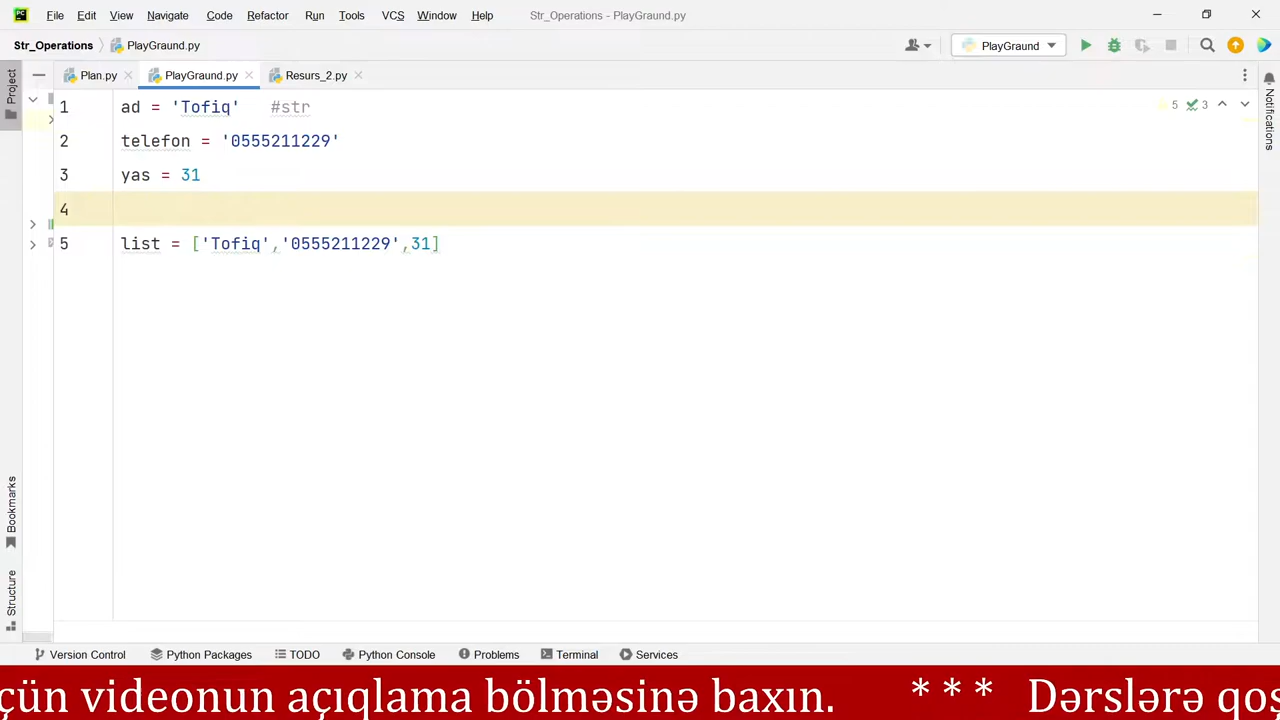 File Edit View Navigate Code Refactor Run Tools VCS Window Help Str_Operations - PlayGraund.py
Str_Operations PlayGraund.py PlayGraund
Plan.py PlayGraund.py Resurs_2.py
Project
Notifications
5 3
1 ad = 'Tofiq' #str
2 telefon = '0555211229'
3 yas = 31
4
5 list = ['Tofiq','0555211229',31]
Bookmarks
Structure
Version Control Python Packages TODO Python Console Problems Terminal Services
çün videonun açıqlama bölməsinə baxın. * * * Dərslərə qoş